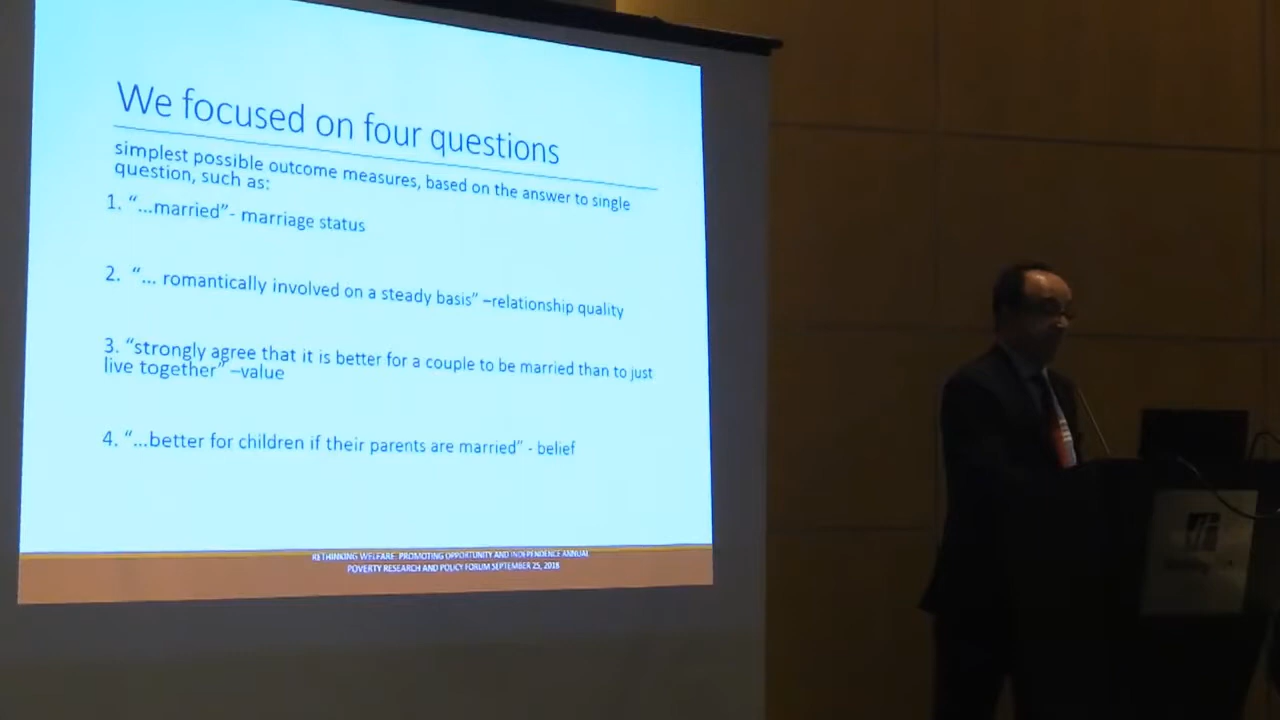 We focused on four questions
simplest possible outcome measures, based on the answer to single
question, such as:
1. “...married”- marriage status
2. “... romantically involved on a steady basis” –relationship quality
3. “strongly agree that it is better for a couple to be married than to just
live together” –value
4. “...better for children if their parents are married” - belief
RETHINKING WELFARE: PROMOTING OPPORTUNITY AND INDEPENDENCE ANNUAL
POVERTY RESEARCH AND POLICY FORUM SEPTEMBER 25, 2018